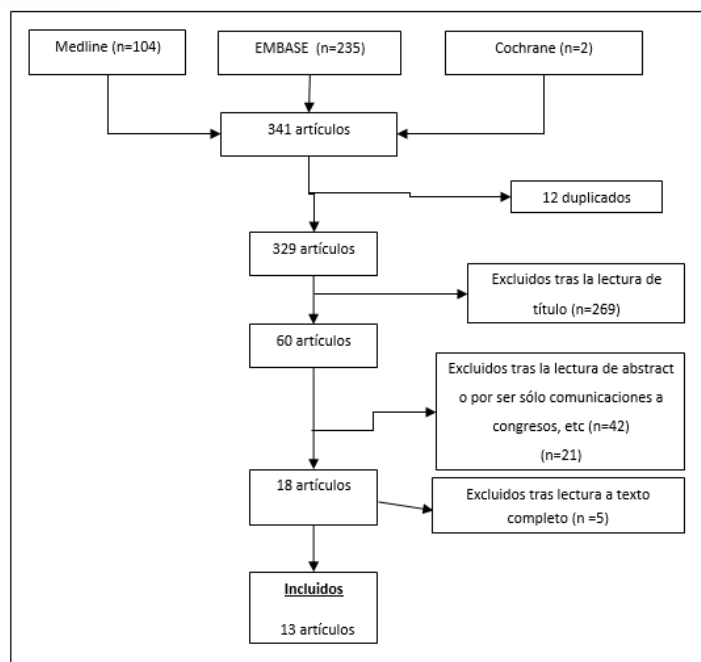 Medline (n=104)
EMBASE (n=235)
Cochrane (n=2)
341 artículos
12 duplicados
329 artículos
Excluidos tras la lectura de
título (n=269)
60 artículos
Excluidos tras la lectura de abstract
o por ser sólo comunicaciones a
congresos, etc (n=42)
(n=21)
18 artículos
Excluidos tras lectura a texto
completo (n =5)
Incluidos
13 artículos